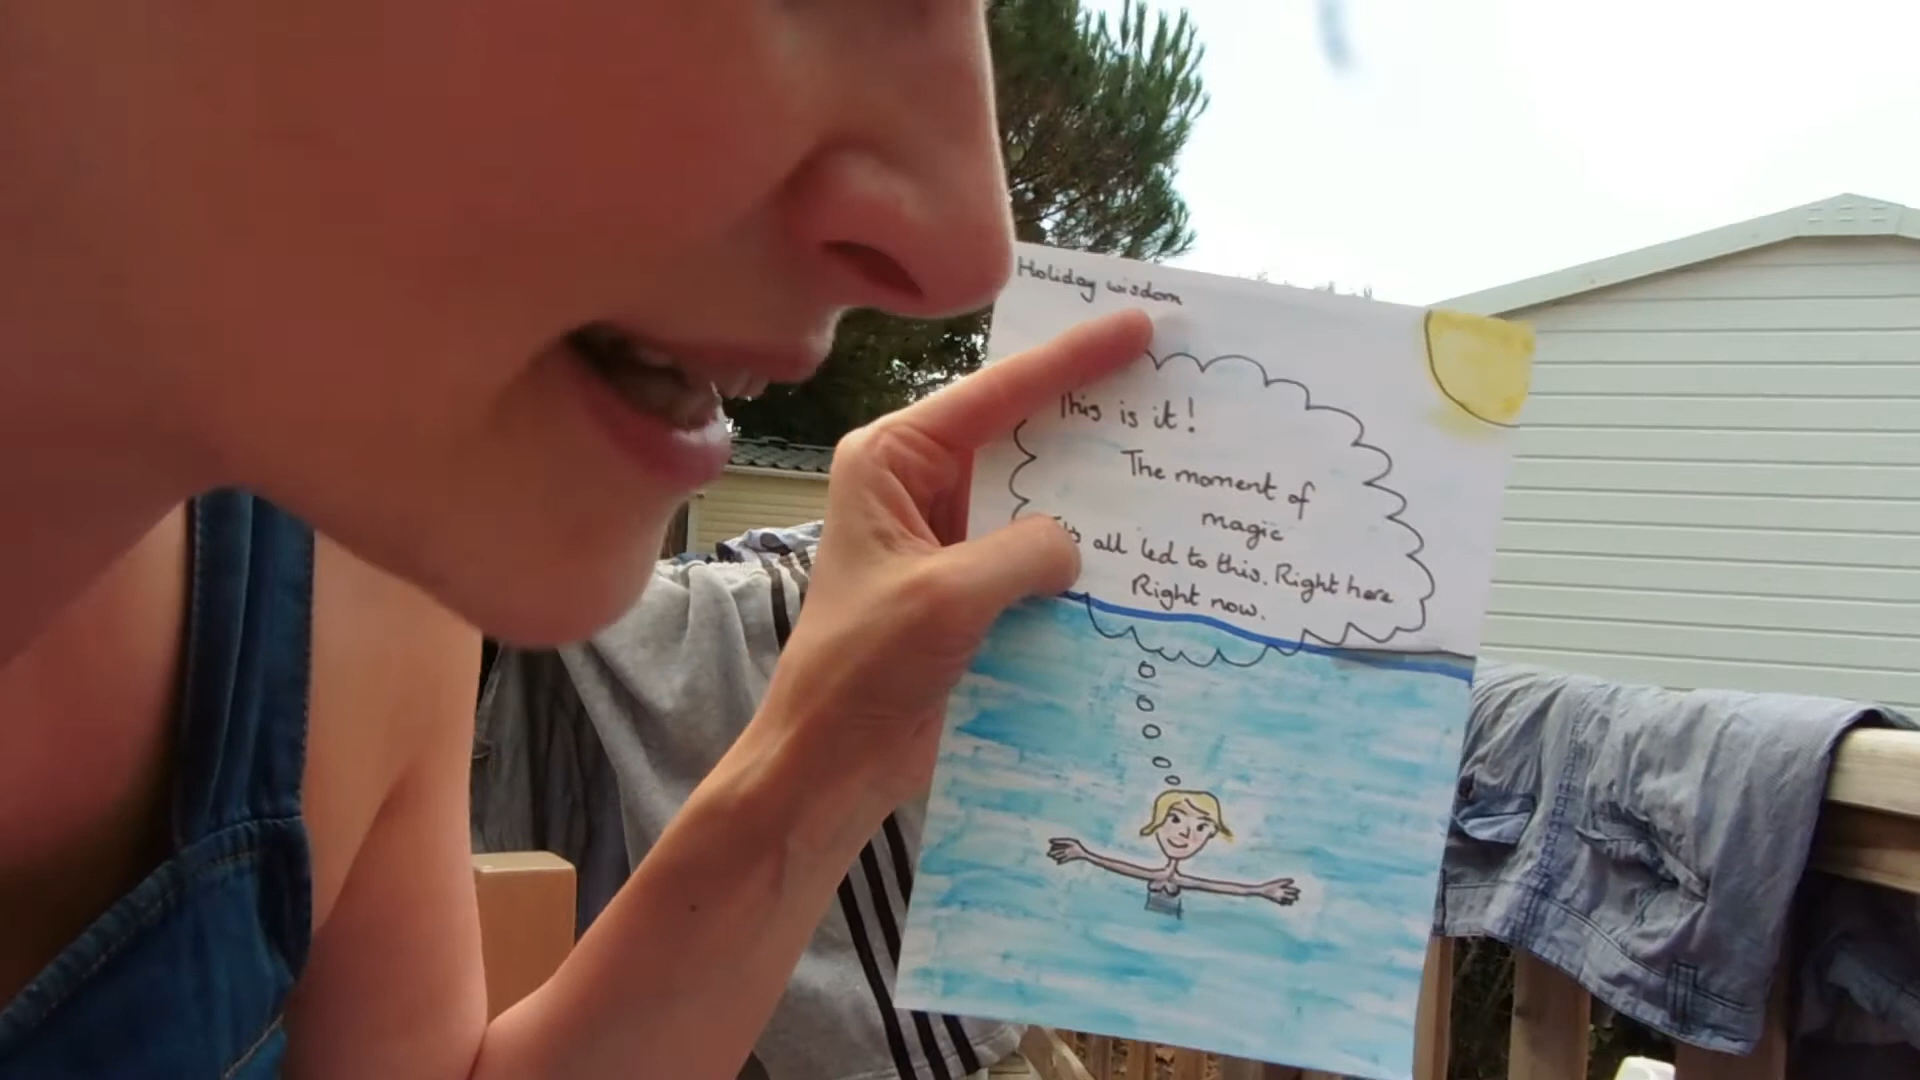 Holiday wisdom
This is it!
The moment of
magic
all led to this. Right here
Right now.